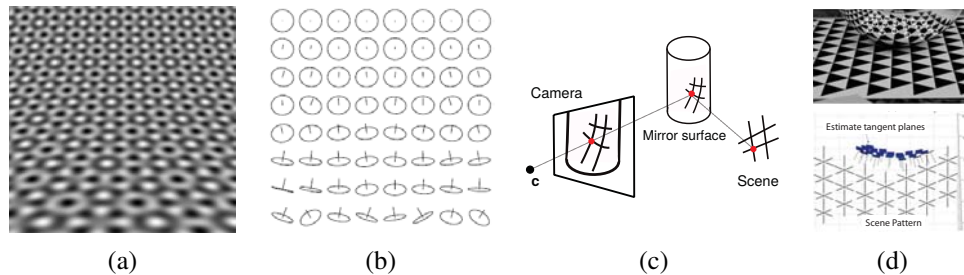 Camera
Mirror surface
c
Scene
Estimate tangent planes
Scene Pattern
(a)
(b)
(c)
(d)